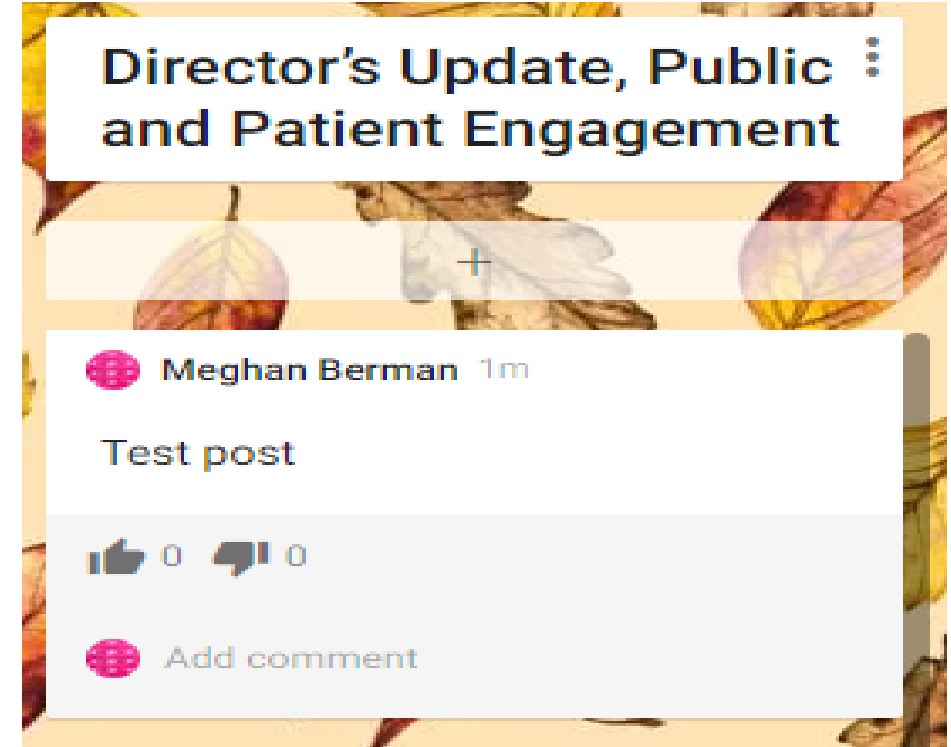 Director's Update, Public
and Patient Engagement
+
Meghan Berman 1m
Test post
0 0
Add comment